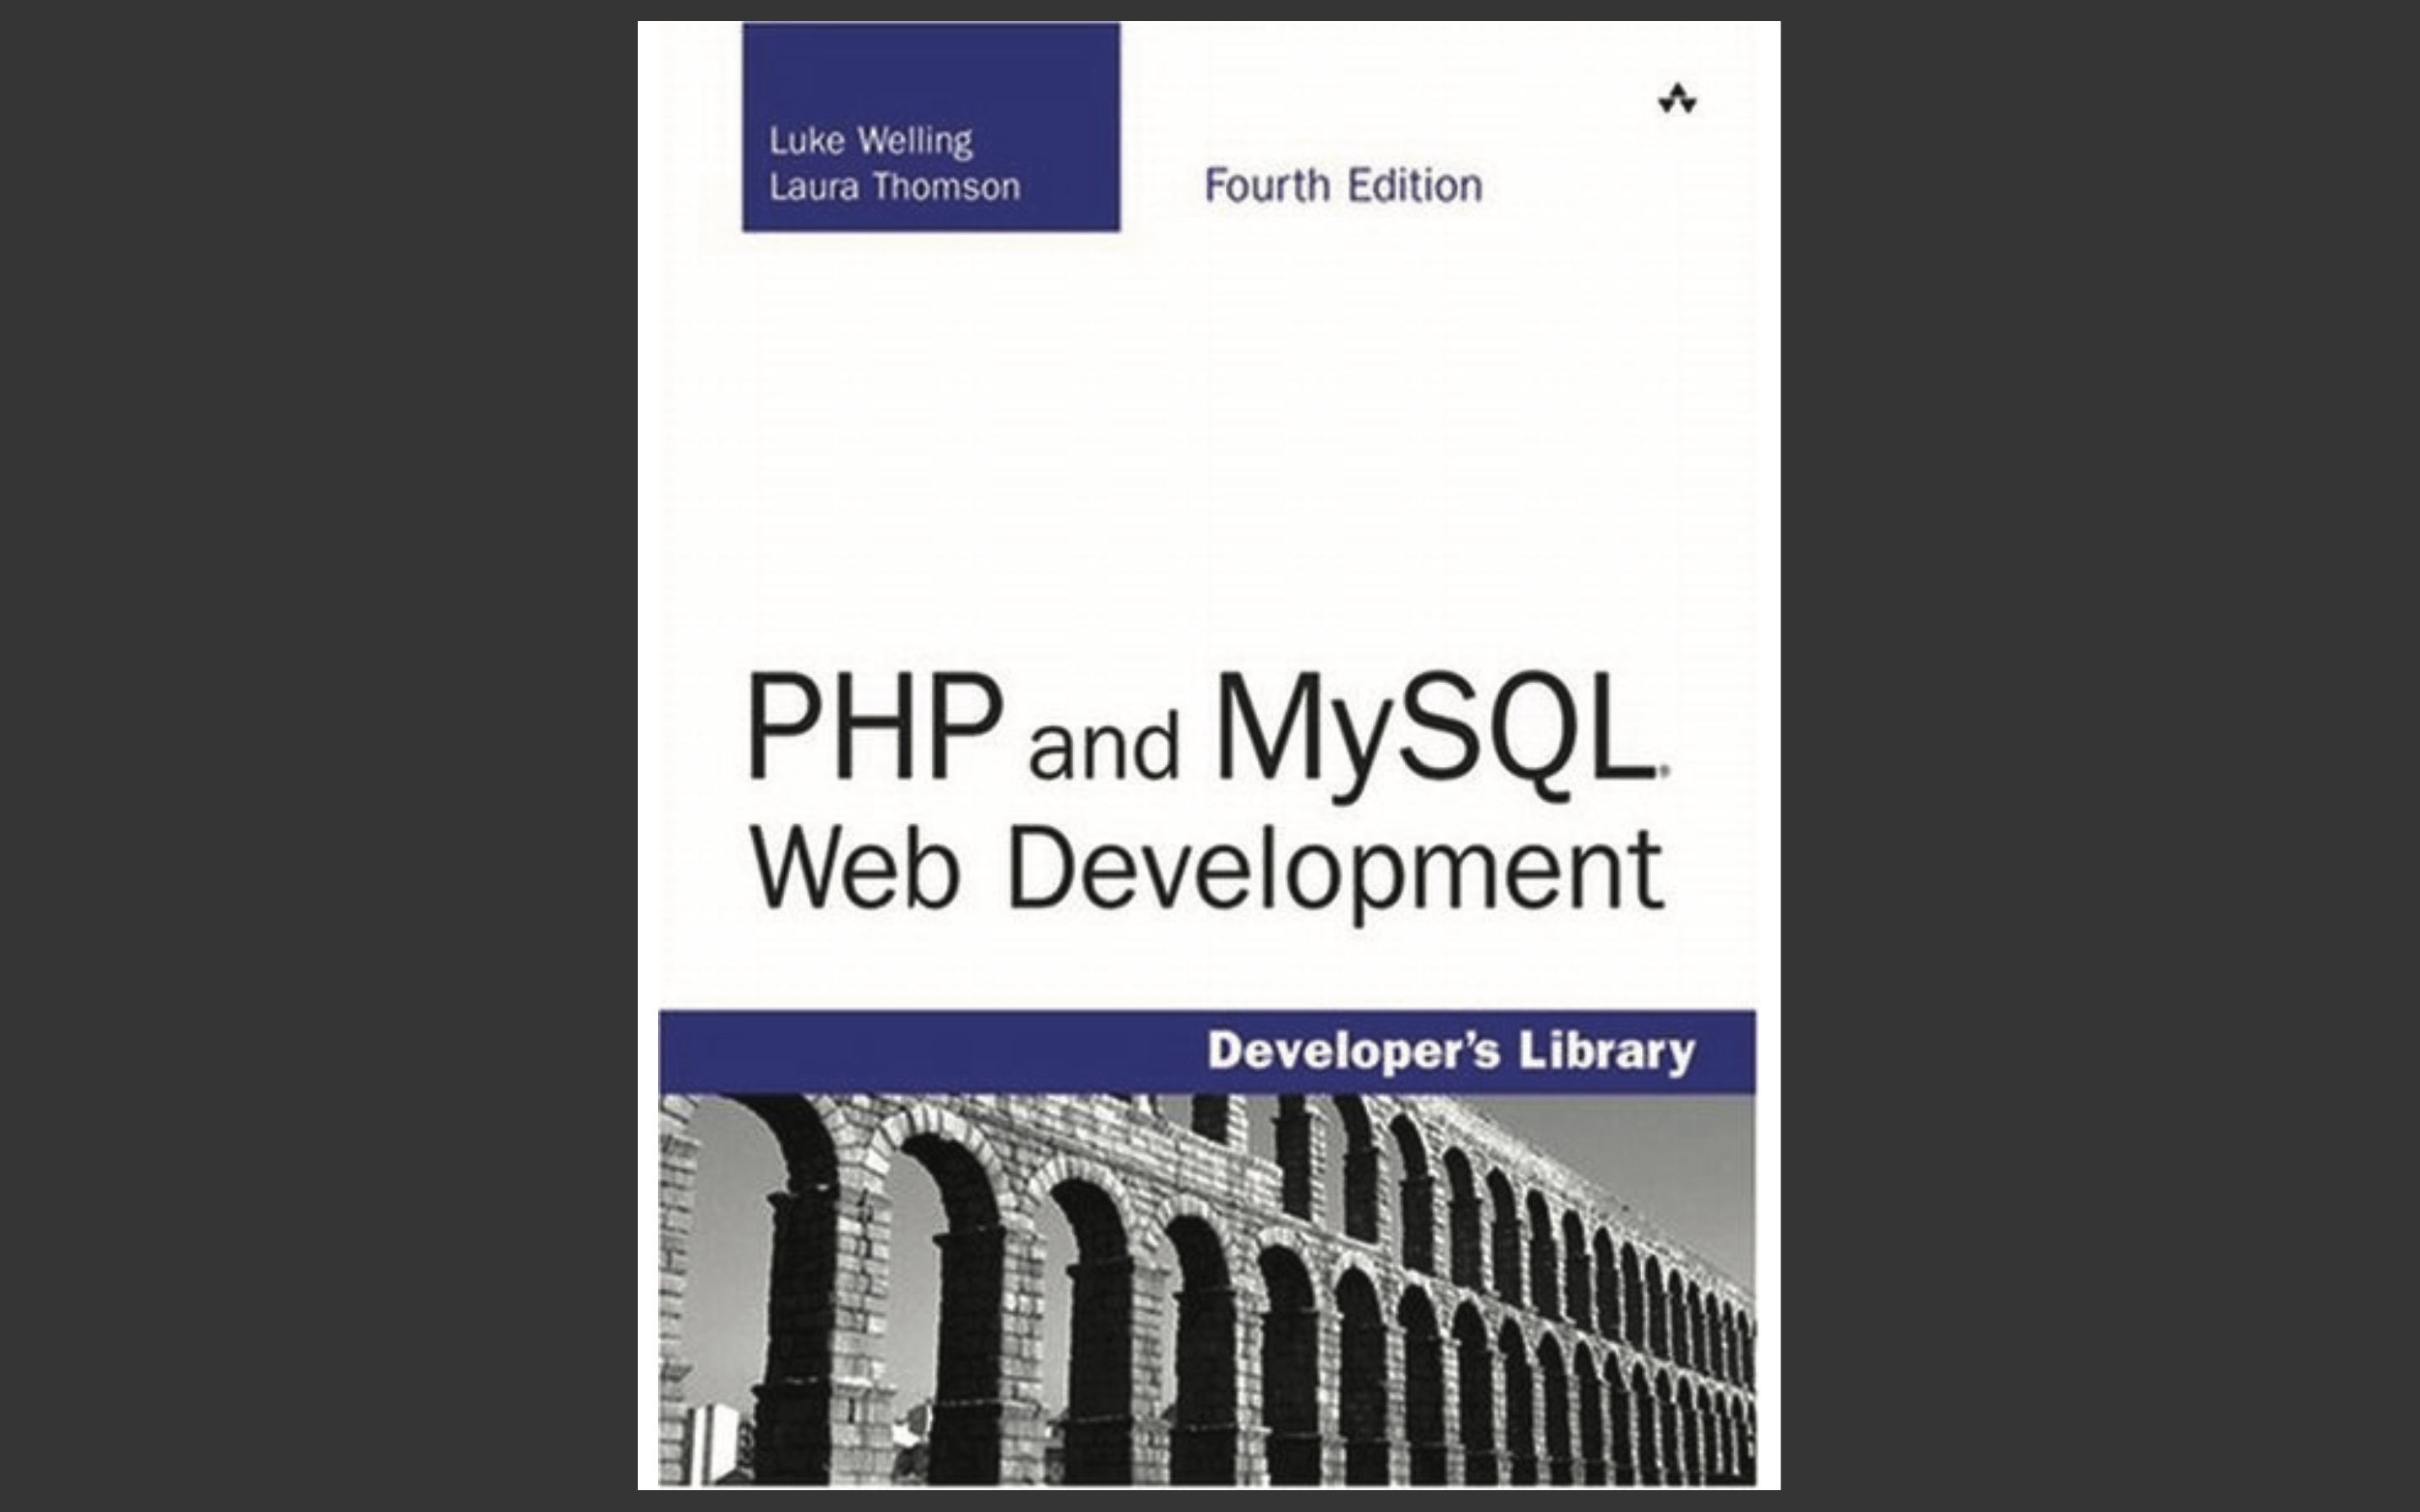 Luke Welling
Laura Thomson
Fourth Edition
PHP and MySQL®
Web Development
Developer's Library